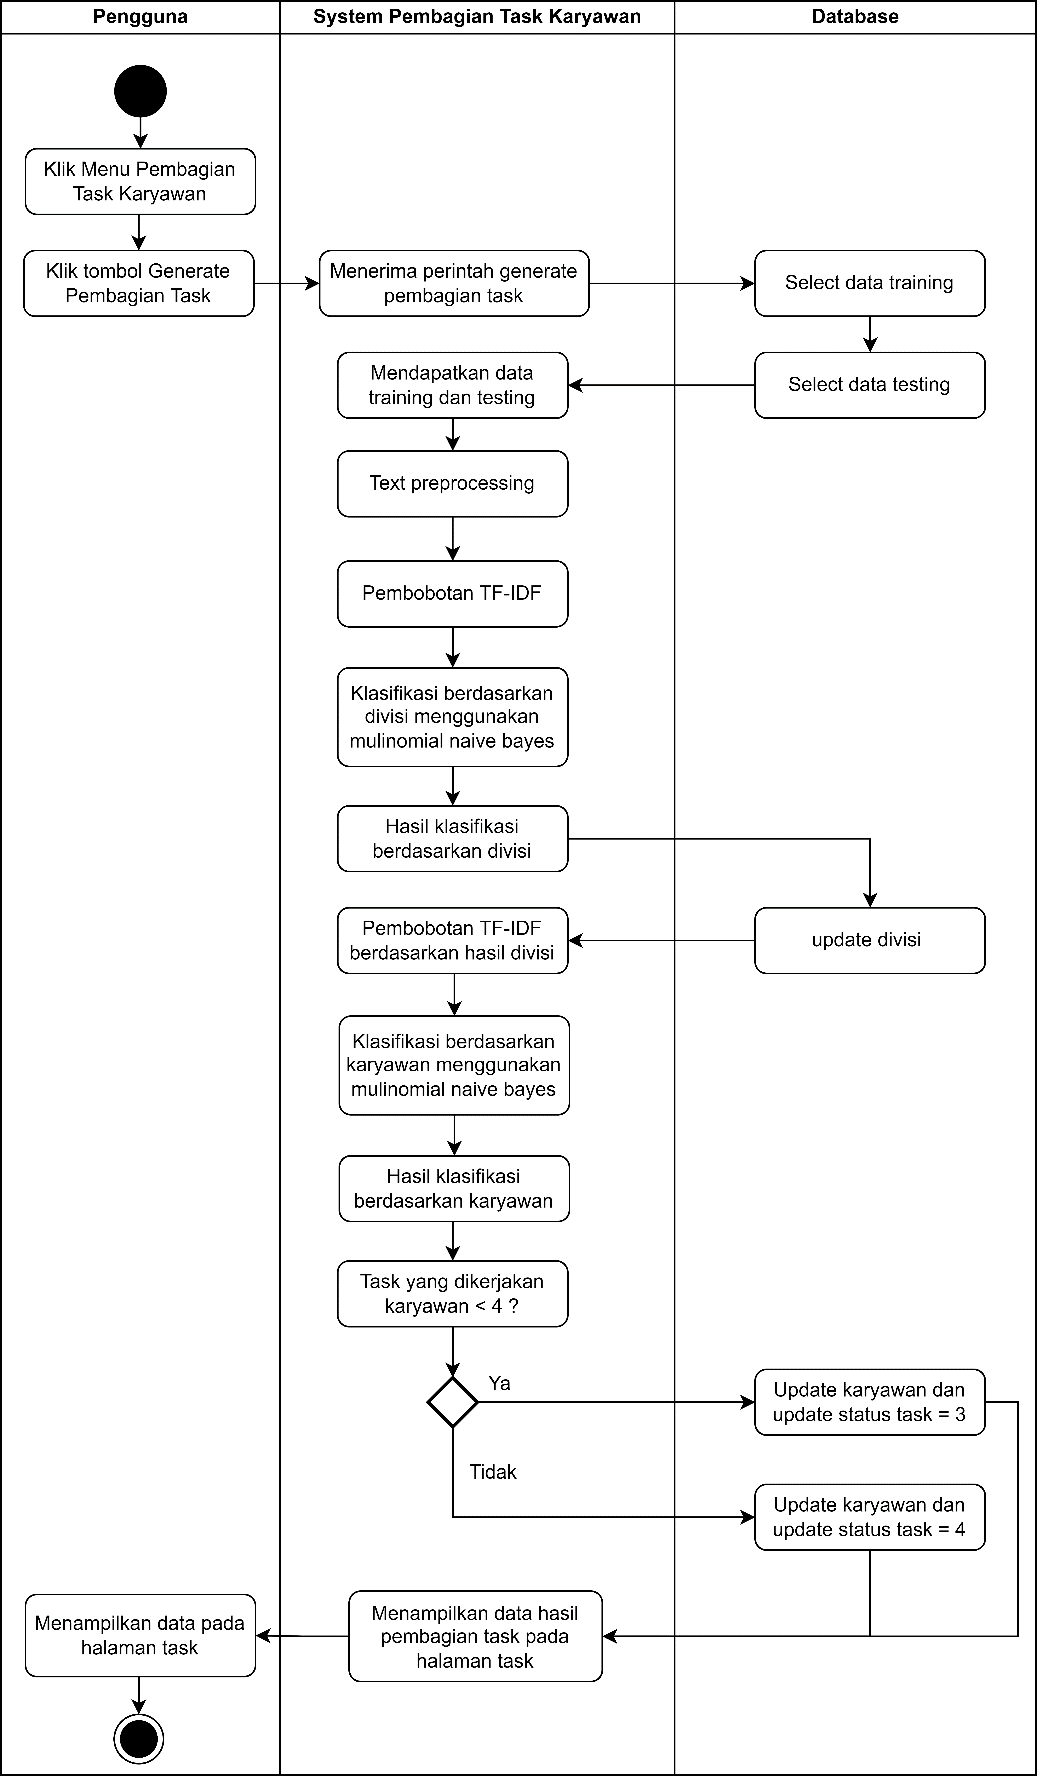 Pengguna
System Pembagian Task Karyawan
Database
Klik Menu Pembagian
Task Karyawan
Klik tombol Generate
Pembagian Task
Menerima perintah generate
pembagian task
Select data training
Mendapatkan data
training dan testing
Select data testing
Text preprocessing
Pembobotan TF-IDF
Klasifikasi berdasarkan
divisi menggunakan
mulinomial naive bayes
Hasil klasifikasi
berdasarkan divisi
Pembobotan TF-IDF
berdasarkan hasil divisi
update divisi
Klasifikasi berdasarkan
karyawan menggunakan
mulinomial naive bayes
Hasil klasifikasi
berdasarkan karyawan
Task yang dikerjakan
karyawan < 4 ?
Ya
Update karyawan dan
update status task = 3
Tidak
Update karyawan dan
update status task = 4
Menampilkan data pada
halaman task
Menampilkan data hasil
pembagian task pada
halaman task